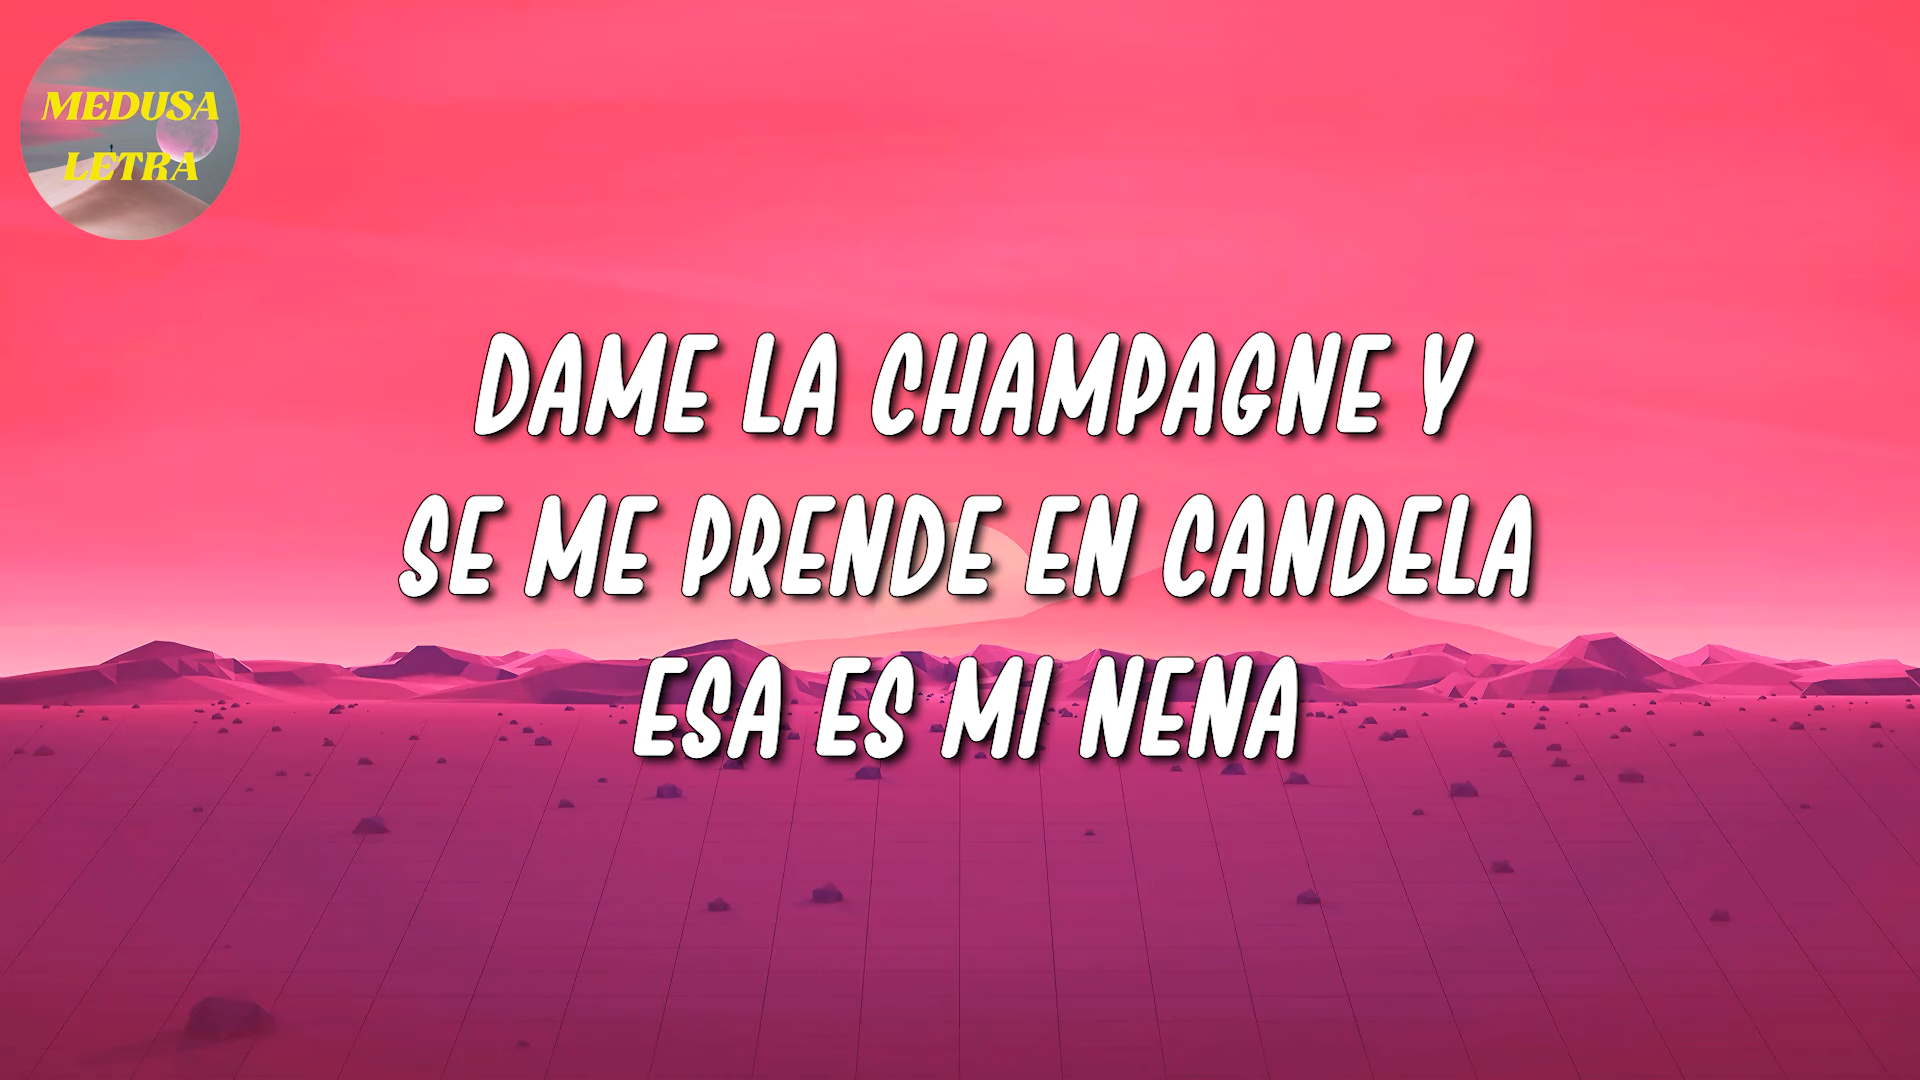 MEDUSA
LETRA
DAME LA CHAMPAGNE Y
SE ME PRENDE EN CANDELA
ESA ES MI NENA